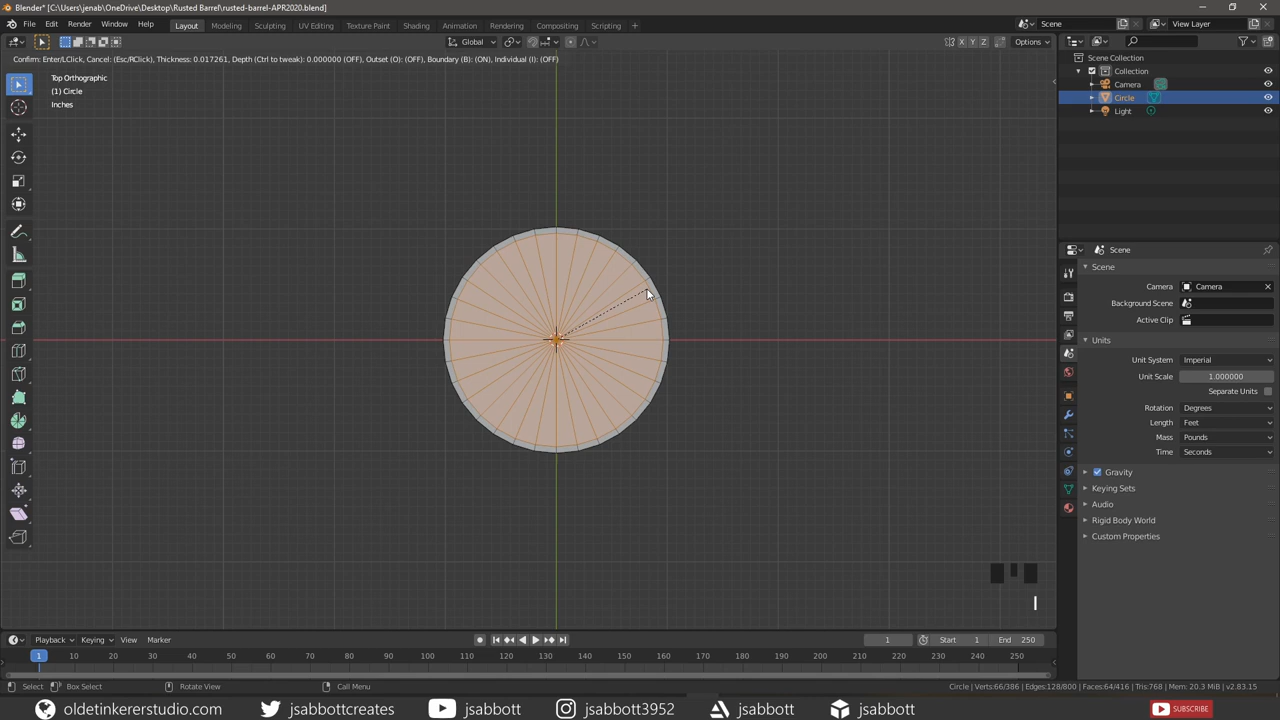 Blender* [C:\Users\jenab\OneDrive\Desktop\Rusted Barrel\rusted-barrel-APR2020.blend]
File Edit Render Window Help Layout Modeling Sculpting UV Editing Texture Paint Shading Animation Rendering Compositing Scripting + Scene View Layer
Global X Y Z Options
Confirm: Enter/LClick, Cancel: (Esc/RClick), Thickness: 0.017261, Depth (Ctrl to tweak): 0.000000 (OFF), Outset (O): (OFF), Boundary (B): (ON), Individual (I): (OFF)
Top Orthographic
(1) Circle
Inches
Scene Collection
Collection
Camera
Circle
Light
Scene
Scene
Camera Camera
Background Scene
Active Clip
Units
Unit System Imperial
Unit Scale 1.000000
Separate Units
Rotation Degrees
Length Feet
Mass Pounds
Time Seconds
Gravity
Keying Sets
Audio
Rigid Body World
Custom Properties
I
Playback Keying View Marker 1 Start 1 End 250
1 10 20 30 40 50 60 70 80 90 100 110 120 130 140 150 160 170 180 190 200 210 220 230 240 250
Select Box Select Rotate View Call Menu Circle | Verts:66/386 | Edges:128/800 | Faces:64/416 | Tris:768 | Mem: 20.3 MiB | v2.83.15
oldetinkererstudio.com jsabbottcreates jsabbott jsabbott3952 jsabbott jsabbott SUBSCRIBE